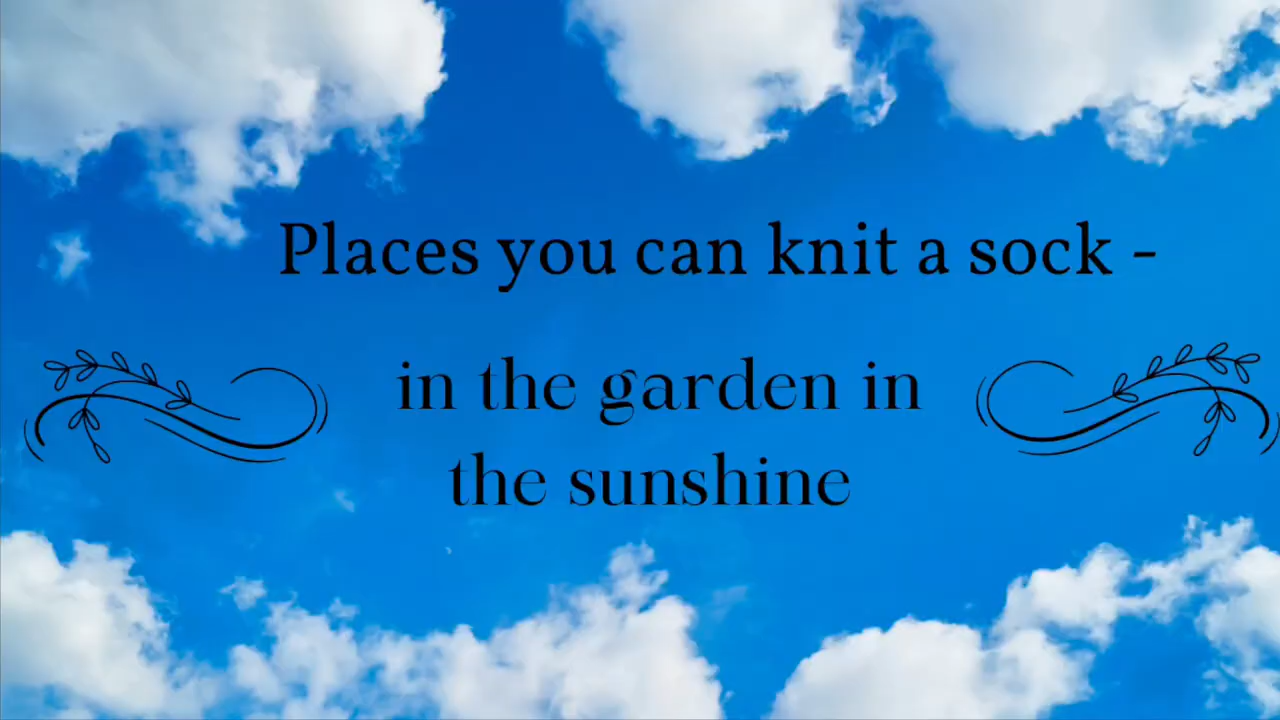 Places you can knit a sock -
in the garden in
the sunshine